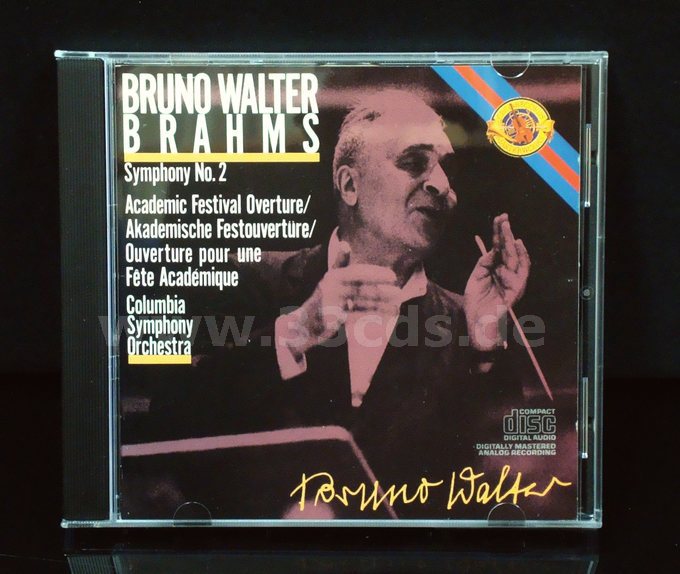 BRUNO WALTER
BRAHMS
Symphony No. 2
Academic Festival Overture/
Akademische Festouvertüre/
Ouverture pour une
Fête Académique
Columbia
Symphony
Orchestra
www.33cds.de
COMPACT
disc
DIGITAL AUDIO
DIGITALLY MASTERED
ANALOG RECORDING
Bruno Walter